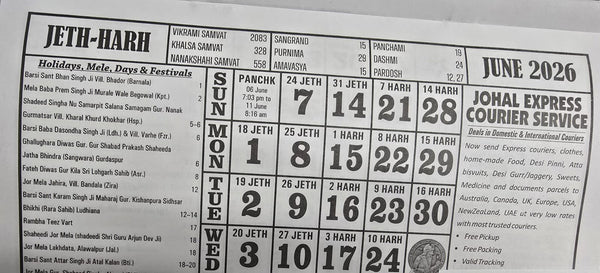 JETH-HARH
VIKRAMI SAMVAT 2083
KHALSA SAMVAT 328
NANAKSHAHI SAMVAT 558
SANGRAND 15
PURNIMA 29
AMAVASYA 15
PANCHAMI 19
DASHMI 24
PARDOSH 12, 27
JUNE 2026
Holidays, Mele, Days & Festivals
Barsi Sant Bhan Singh Ji Vill. Shador (Barnala) 1
Mela Baba Prem Singh Ji Murale Wale Begowal (Kpt.) 2
Shadeed Singha Nu Samarpit Salana Samagam Gur. Nanak
Gurmatsar Vill. Kharal Khurd Khokhar (Hsp.) 5-6
Barsi Baba Dasondha Singh Ji (Ldh.) & Vill. Varhe (Fzr.) 6
Ghallughara Diwas Gur. Gur Shabad Prakash Shaheeda
Jatha Bhindra (Sangwara) Gurdaspur 6
Fateh Diwas Gur Kila Sri Lohgarh Sahib (Asr.) 8
Jor Mela Jahira, Vill. Bandala (Zira)
Barsi Sant Karam Singh Ji Maharaj Gur. Kishanpura Sidhsar
Bhikhi (Rara Sahib) Ludhiana 12-14
Rambha Teez Vart 17
Shaheedi Jor Mela (shadeedi Shri Guru Arjun Dev Ji)
Jor Mela Lakhdata, Alawalpur (Jal.)
Barsi Sant Attar Singh Ji Atal Kalan (Bti.) 18-20
SUN
PANCHK
06 June
7:03 pm to
11 June
8:16 am
24 JETH 7
31 JETH 14
7 HARH 21
14 HARH 28
MON
18 JETH 1
25 JETH 8
1 HARH 15
8 HARH 22
15 HARH 29
TUE
19 JETH 2
26 JETH 9
2 HARH 16
9 HARH 23
16 HARH 30
WED
20 JETH 3
27 JETH 10
3 HARH 17
10 HARH 24
JOHAL EXPRESS
COURIER SERVICE
Deals in Domestic & International Couriers
Now send Express couriers, clothes,
home-made Food, Desi Pinni, Atta
bisvuits, Desi Gurr/Jaggery, Sweets,
Medicine and documents parcels to
Australia, Canada, UK, Europe, USA,
NewZeaLand, UAE ut very low rates
with most trusted couriers.
• Free Pickup
• Free Packing
• Valid Tracking